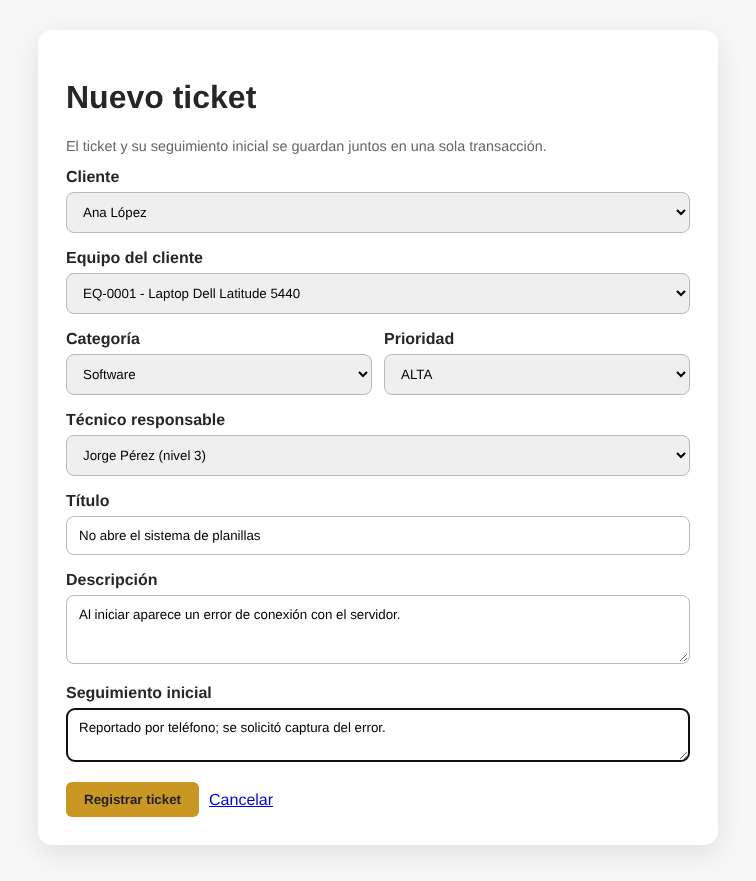 Nuevo ticket
El ticket y su seguimiento inicial se guardan juntos en una sola transacción.
Cliente
Ana López
Equipo del cliente
EQ-0001 - Laptop Dell Latitude 5440
Categoría
Prioridad
Software
ALTA
Técnico responsable
Jorge Pérez (nivel 3)
Título
No abre el sistema de planillas
Descripción
Al iniciar aparece un error de conexión con el servidor.
Seguimiento inicial
Reportado por teléfono; se solicitó captura del error.
Registrar ticket
Cancelar